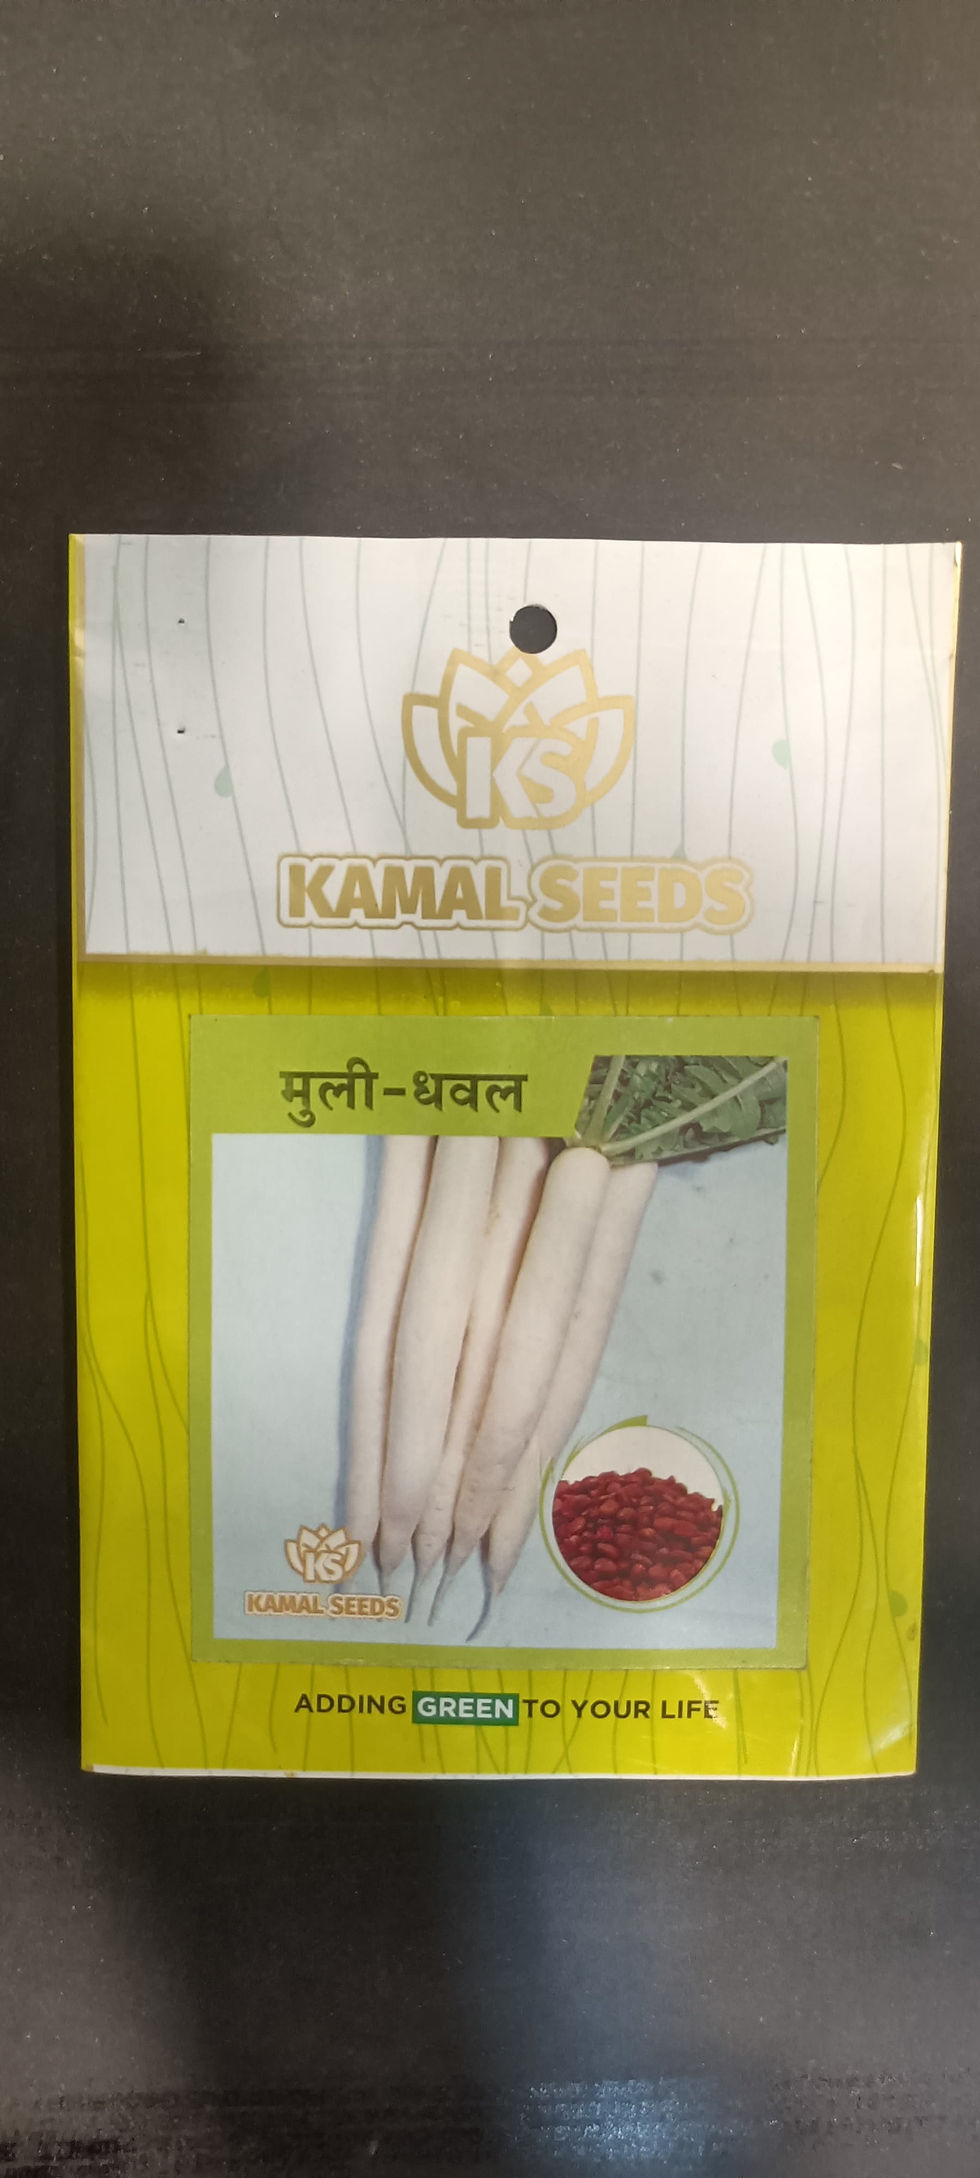 KS
KAMAL SEEDS
मुली-धवल
KS
KAMAL SEEDS
ADDING GREEN TO YOUR LIFE